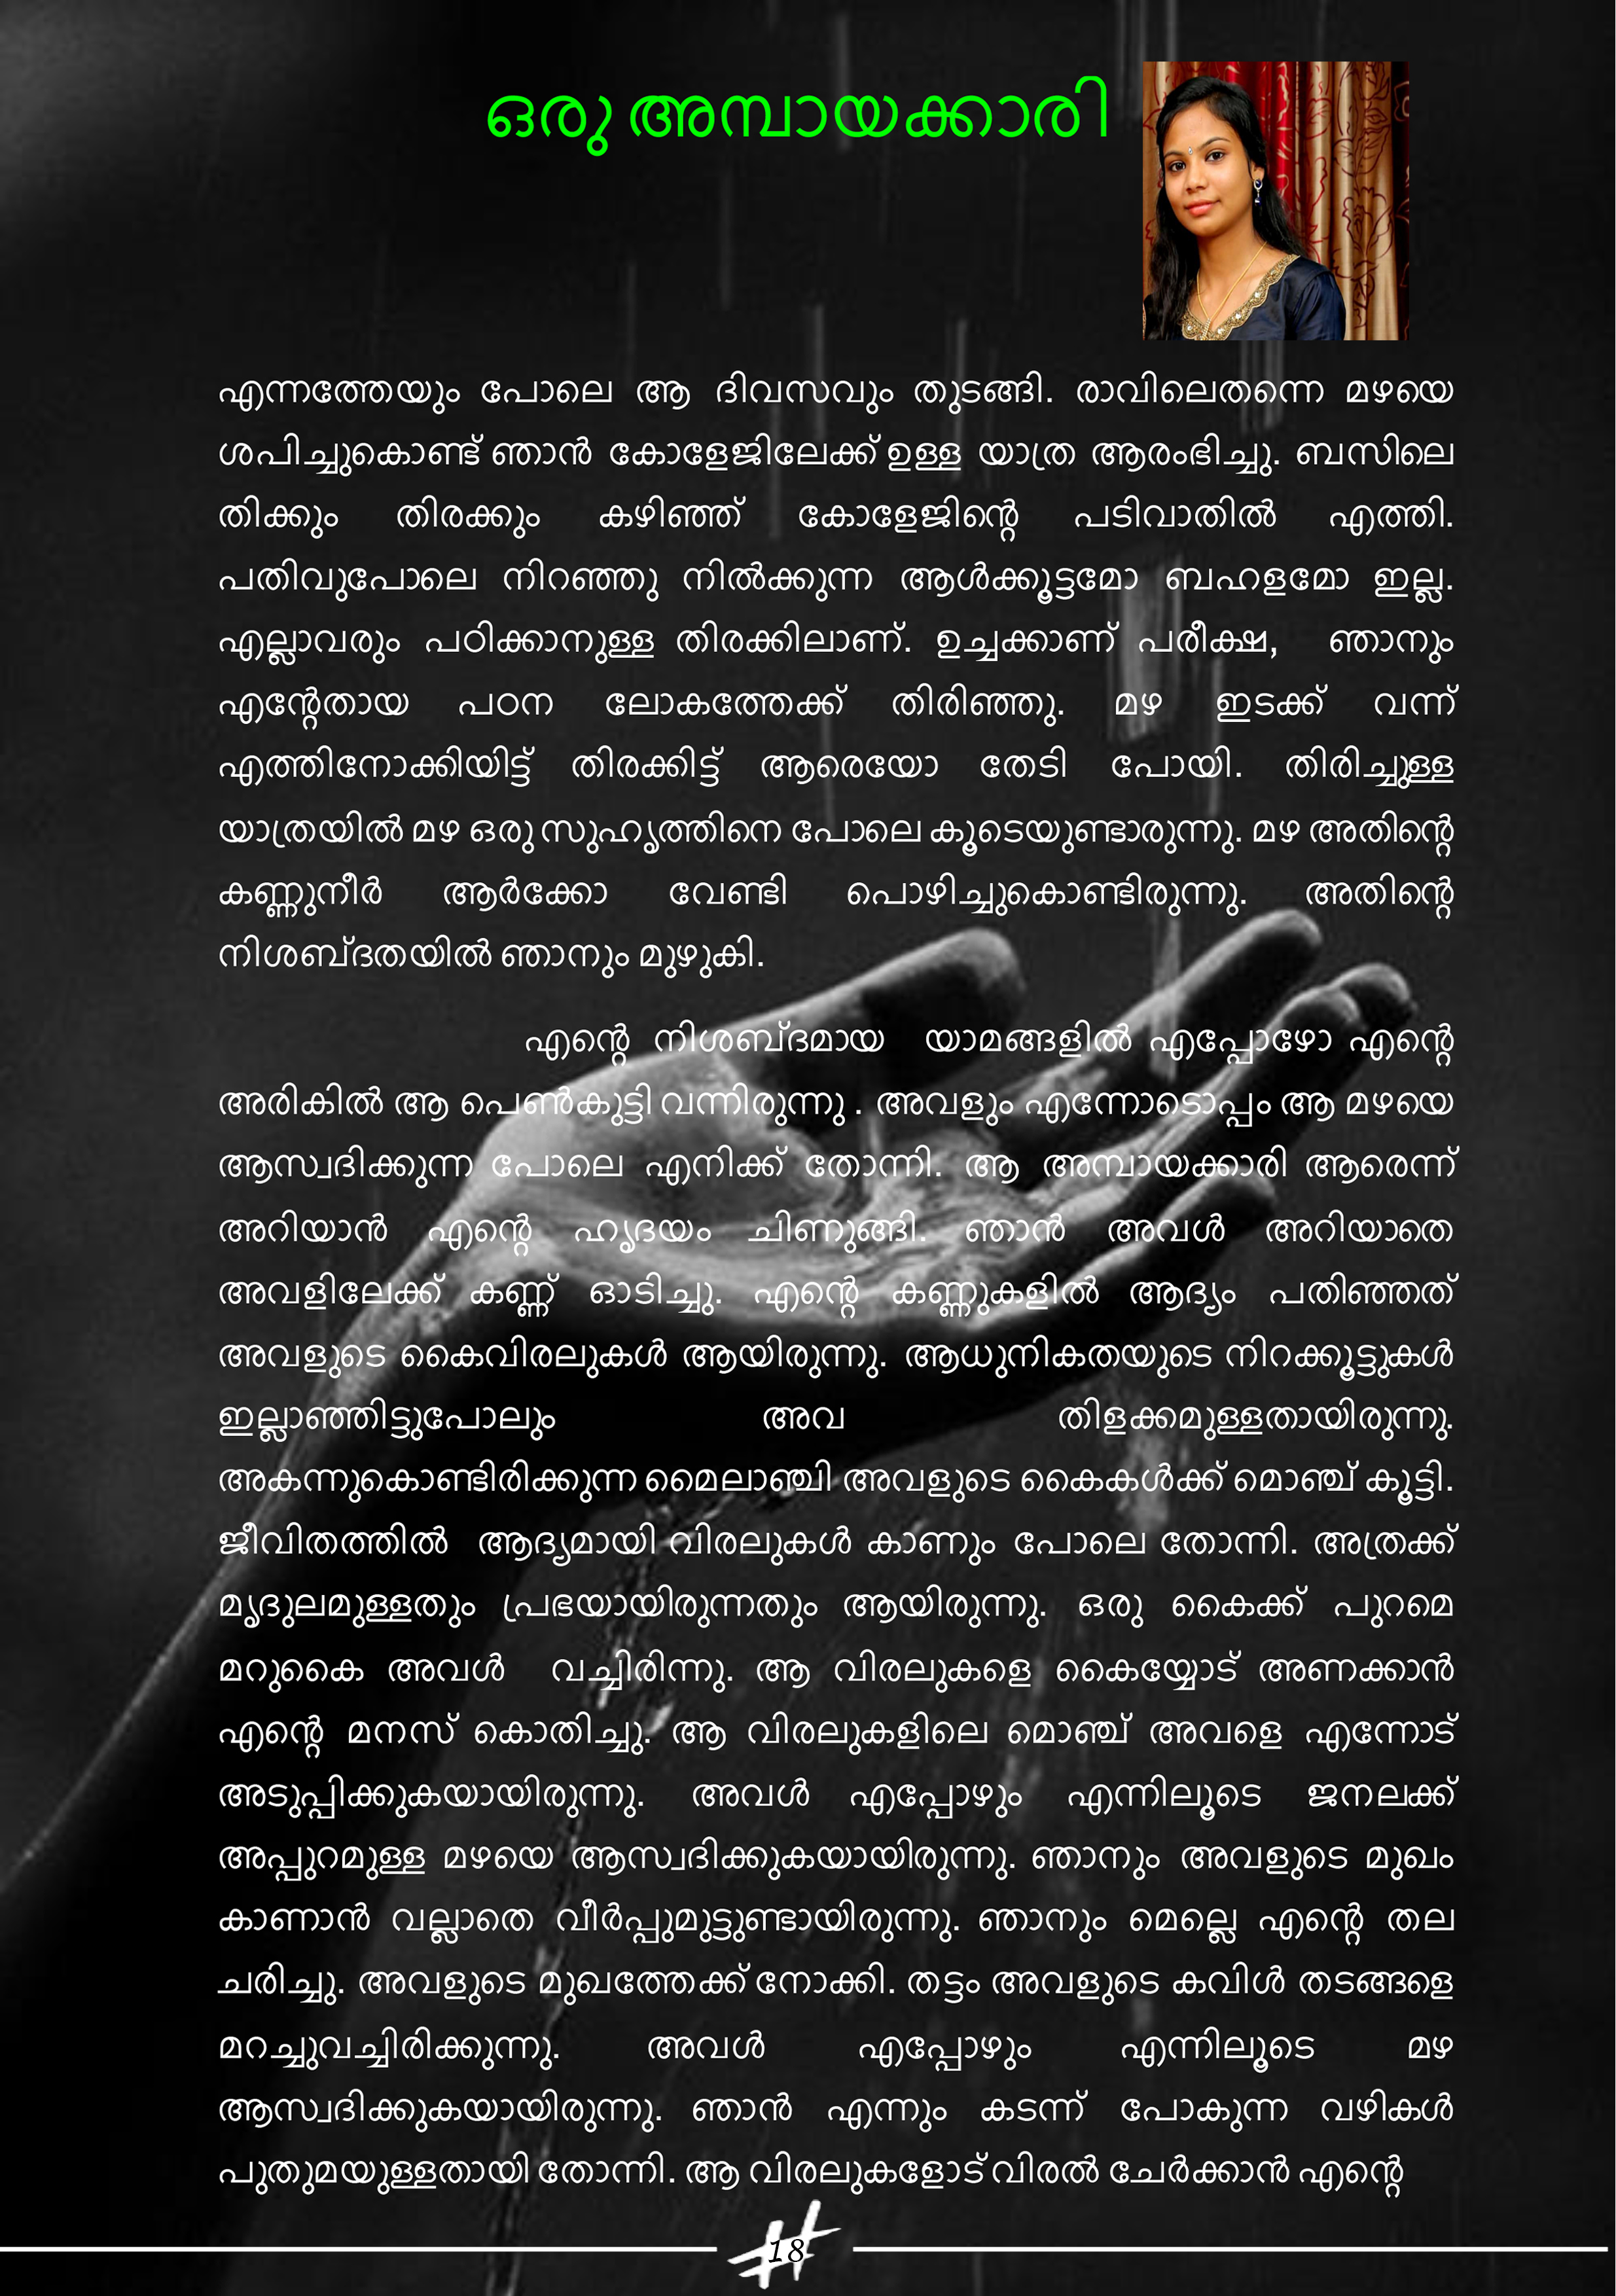 ഒരു അമ്പായക്കാരി
എന്നത്തേയും പോലെ ആ ദിവസവും തുടങ്ങി. രാവിലെതന്നെ മഴയെ
ശപിച്ചുകൊണ്ട് ഞാൻ കോളേജിലേക്ക് ഉള്ള യാത്ര ആരംഭിച്ചു. ബസിലെ
തിക്കും തിരക്കും കഴിഞ്ഞ് കോളേജിന്റെ പടിവാതിൽ എത്തി.
പതിവുപോലെ നിറഞ്ഞു നിൽക്കുന്ന ആൾക്കൂട്ടമോ ബഹളമോ ഇല്ല.
എല്ലാവരും പഠിക്കാനുള്ള തിരക്കിലാണ്. ഉച്ചക്കാണ് പരീക്ഷ, ഞാനും
എന്റേതായ പഠന ലോകത്തേക്ക് തിരിഞ്ഞു. മഴ ഇടക്ക് വന്ന്
എത്തിനോക്കിയിട്ട് തിരക്കിട്ട് ആരെയോ തേടി പോയി. തിരിച്ചുള്ള
യാത്രയിൽ മഴ ഒരു സുഹൃത്തിനെ പോലെ കൂടെയുണ്ടാരുന്നു. മഴ അതിന്റെ
കണ്ണുനീർ ആർക്കോ വേണ്ടി പൊഴിച്ചുകൊണ്ടിരുന്നു. അതിന്റെ
നിശബ്ദതയിൽ ഞാനും മുഴുകി.
എന്റെ നിശബ്ദമായ യാമങ്ങളിൽ എപ്പോഴോ എന്റെ
അരികിൽ ആ പെൺകുട്ടി വന്നിരുന്നു . അവളും എന്നോടൊപ്പം ആ മഴയെ
ആസ്വദിക്കുന്ന പോലെ എനിക്ക് തോന്നി. ആ അമ്പായക്കാരി ആരെന്ന്
അറിയാൻ എന്റെ ഹൃദയം ചിണുങ്ങി. ഞാൻ അവൾ അറിയാതെ
അവളിലേക്ക് കണ്ണ് ഓടിച്ചു. എന്റെ കണ്ണുകളിൽ ആദ്യം പതിഞ്ഞത്
അവളുടെ കൈവിരലുകൾ ആയിരുന്നു. ആധുനികതയുടെ നിറക്കൂട്ടുകൾ
ഇല്ലാഞ്ഞിട്ടുപോലും അവ തിളക്കമുള്ളതായിരുന്നു.
അകന്നുകൊണ്ടിരിക്കുന്ന മൈലാഞ്ചി അവളുടെ കൈകൾക്ക് മൊഞ്ച് കൂട്ടി.
ജീവിതത്തിൽ ആദ്യമായി വിരലുകൾ കാണും പോലെ തോന്നി. അത്രക്ക്
മൃദുലമുള്ളതും പ്രഭയായിരുന്നതും ആയിരുന്നു. ഒരു കൈക്ക് പുറമെ
മറുകൈ അവൾ വച്ചിരിന്നു. ആ വിരലുകളെ കൈയ്യോട് അണക്കാൻ
എന്റെ മനസ് കൊതിച്ചു. ആ വിരലുകളിലെ മൊഞ്ച് അവളെ എന്നോട്
അടുപ്പിക്കുകയായിരുന്നു. അവൾ എപ്പോഴും എന്നിലൂടെ ജനലക്ക്
അപ്പുറമുള്ള മഴയെ ആസ്വദിക്കുകയായിരുന്നു. ഞാനും അവളുടെ മുഖം
കാണാൻ വല്ലാതെ വീർപ്പുമുട്ടുണ്ടായിരുന്നു. ഞാനും മെല്ലെ എന്റെ തല
ചരിച്ചു. അവളുടെ മുഖത്തേക്ക് നോക്കി. തട്ടം അവളുടെ കവിൾ തടങ്ങളെ
മറച്ചുവച്ചിരിക്കുന്നു. അവൾ എപ്പോഴും എന്നിലൂടെ മഴ
ആസ്വദിക്കുകയായിരുന്നു. ഞാൻ എന്നും കടന്ന് പോകുന്ന വഴികൾ
പുതുമയുള്ളതായി തോന്നി. ആ വിരലുകളോട് വിരൽ ചേർക്കാൻ എന്റെ
18